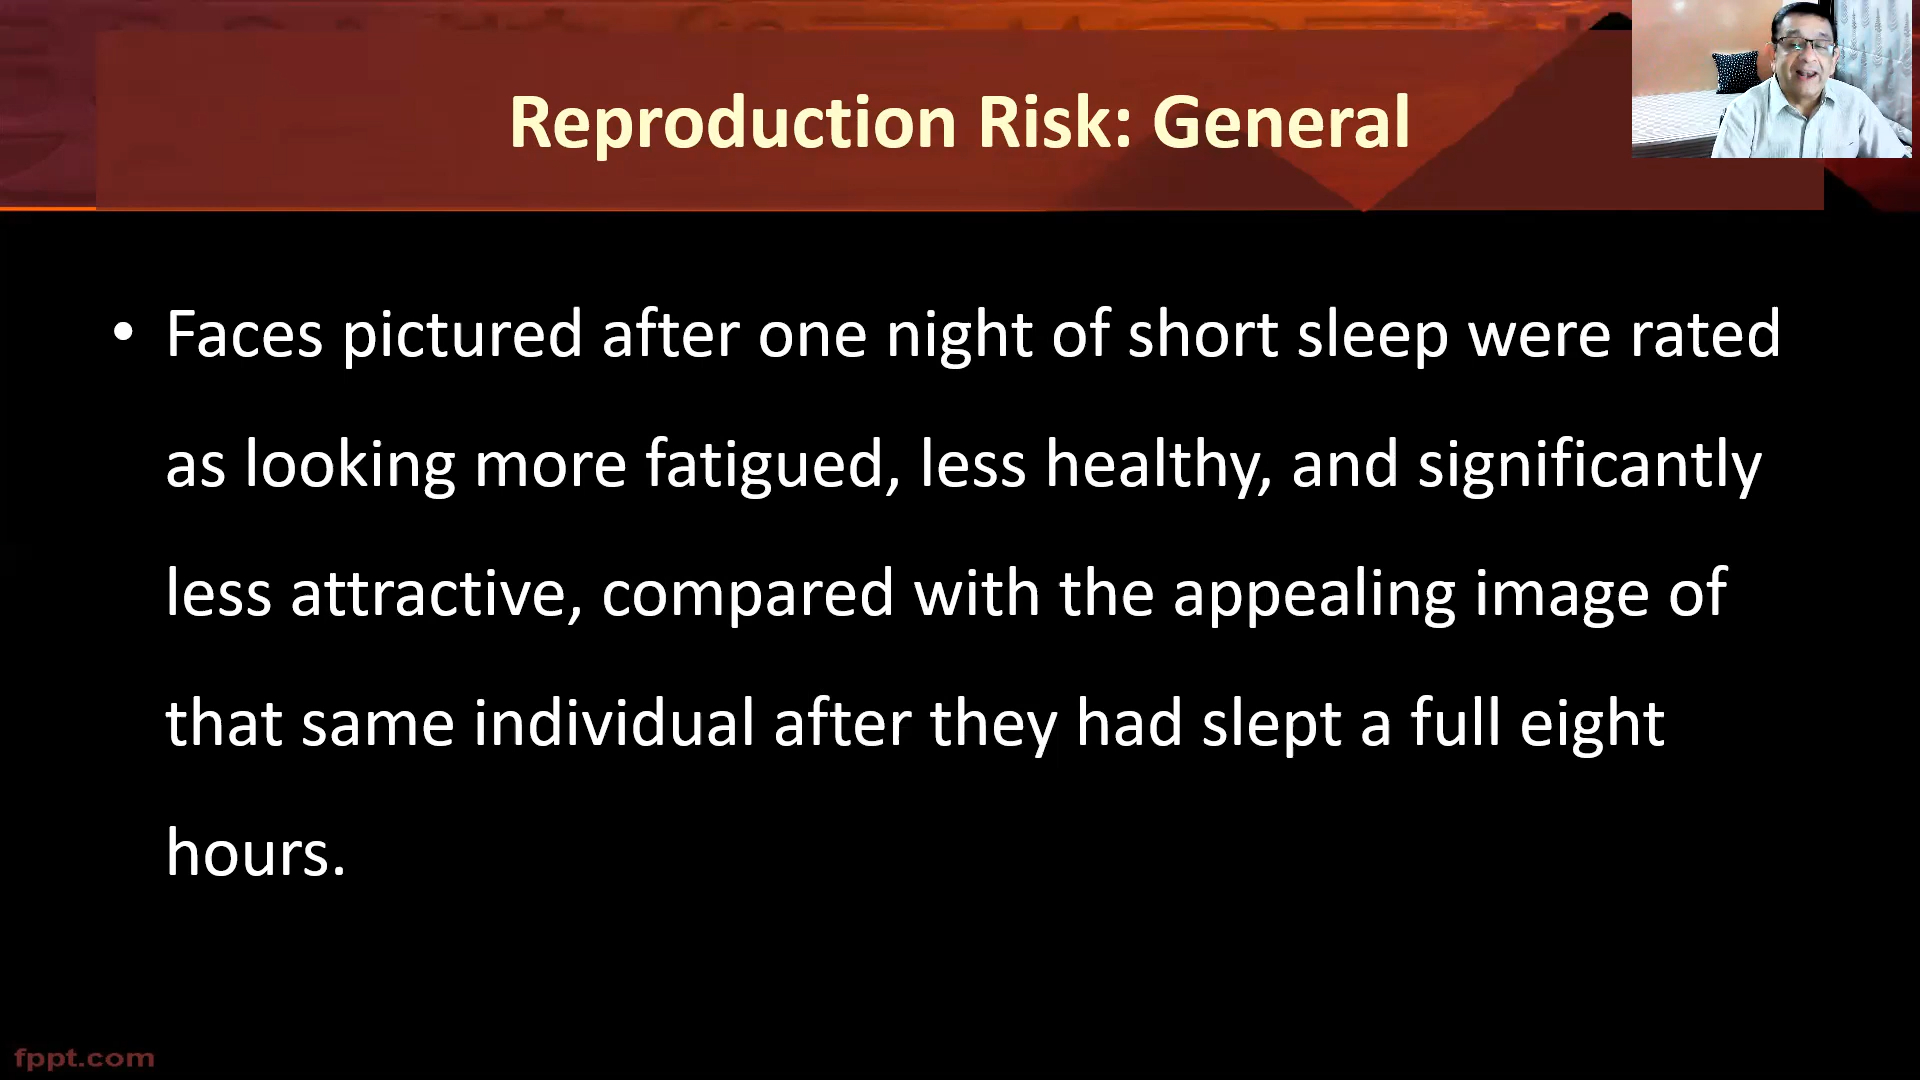 Reproduction Risk: General
• Faces pictured after one night of short sleep were rated
as looking more fatigued, less healthy, and significantly
less attractive, compared with the appealing image of
that same individual after they had slept a full eight
hours.
fppt.com